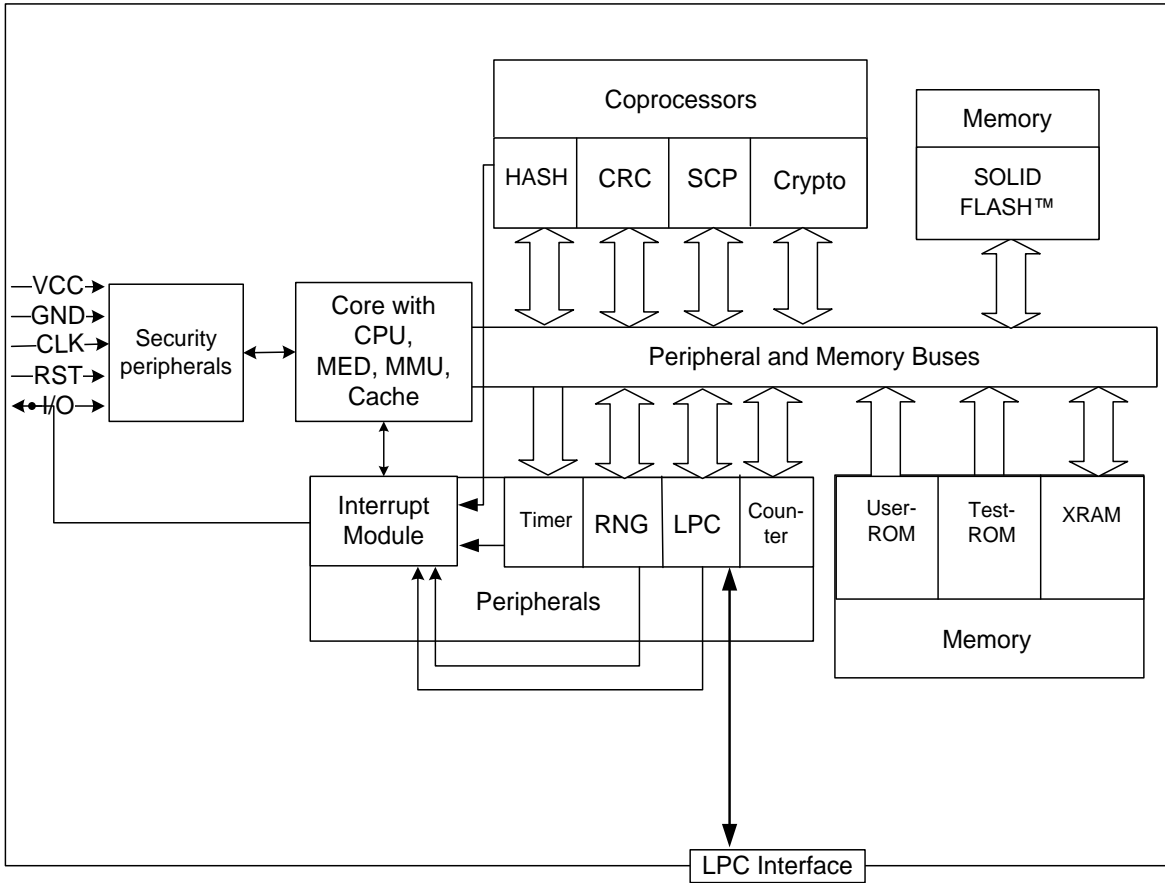 Coprocessors
HASH
CRC
SCP
Crypto
Memory
SOLID
FLASH™
VCC
GND
CLK
RST
I/O
Security
peripherals
Core with
CPU,
MED, MMU,
Cache
Peripheral and Memory Buses
Interrupt
Module
Timer
RNG
LPC
Coun-
ter
Peripherals
User-
ROM
Test-
ROM
XRAM
Memory
LPC Interface